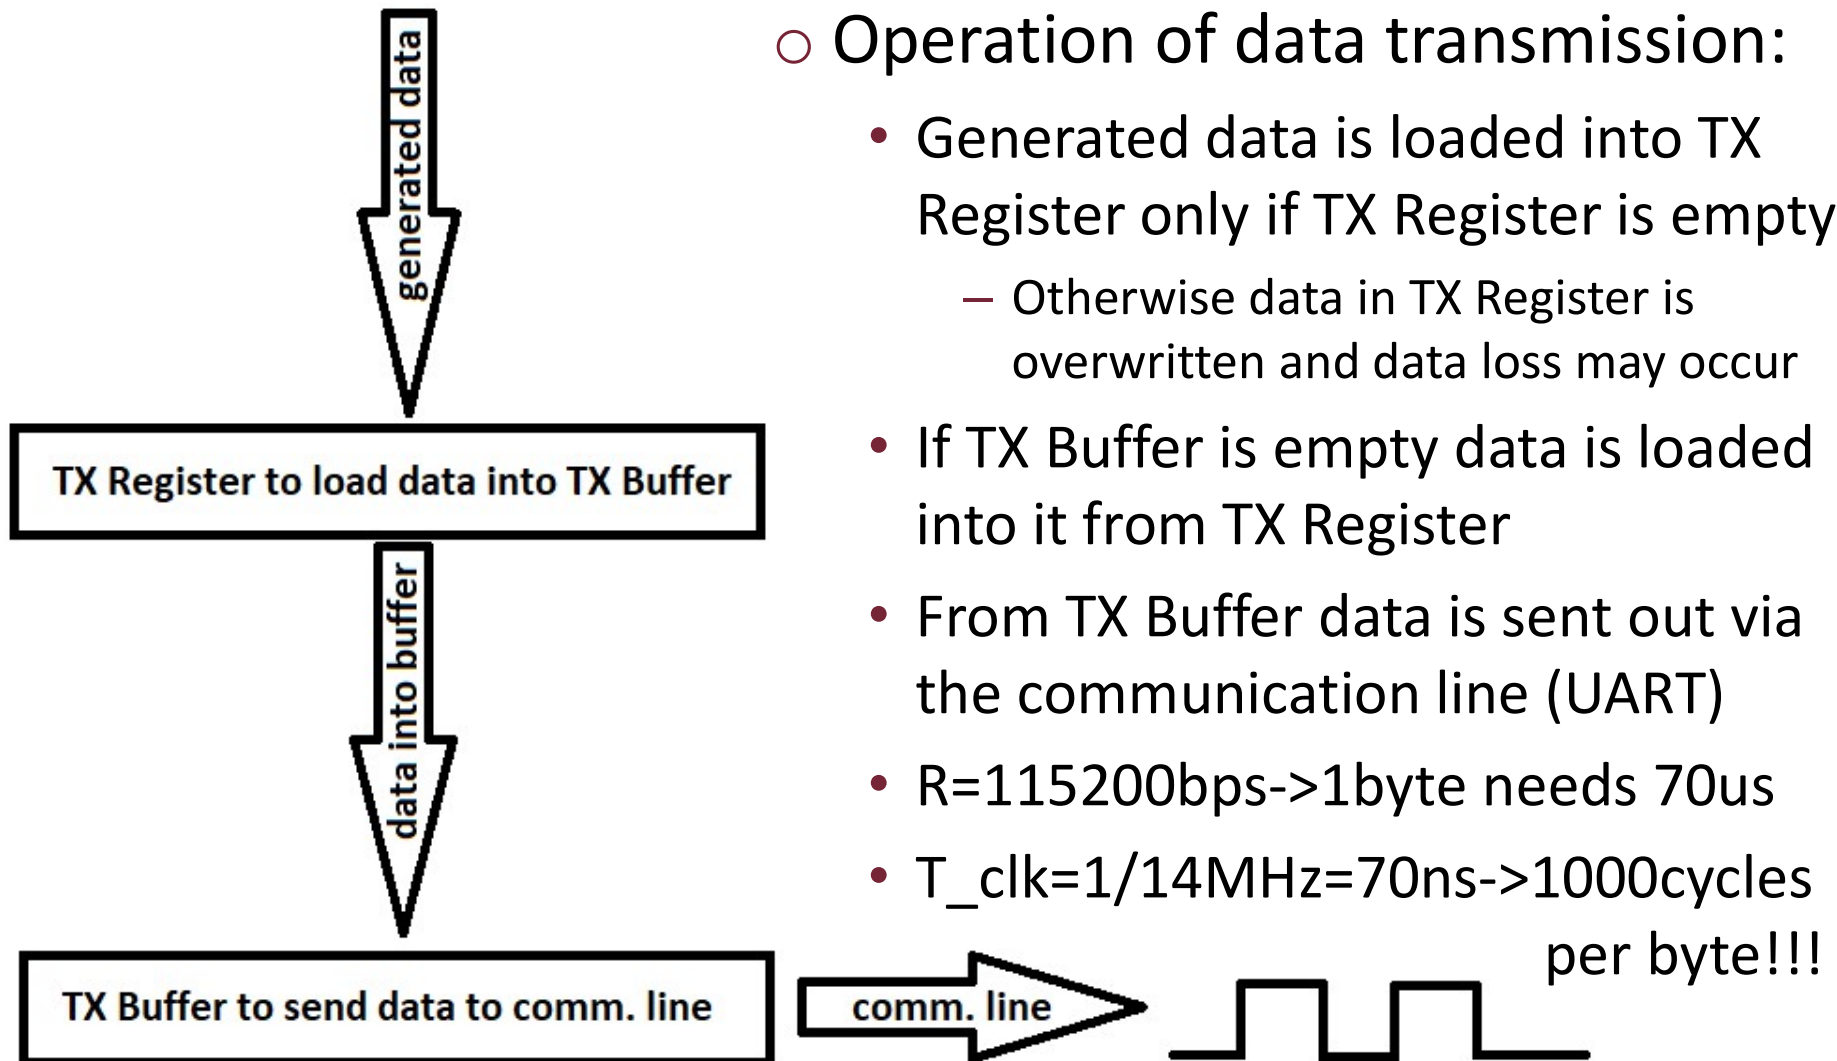 generated data
TX Register to load data into TX Buffer
data into buffer
TX Buffer to send data to comm. line
comm. line
Operation of data transmission:
Generated data is loaded into TX
Register only if TX Register is empty
– Otherwise data in TX Register is
overwritten and data loss may occur
• If TX Buffer is empty data is loaded
into it from TX Register
• From TX Buffer data is sent out via
the communication line (UART)
• R=115200bps->1byte needs 70us
• T_clk=1/14MHz=70ns->1000cycles
per byte!!!